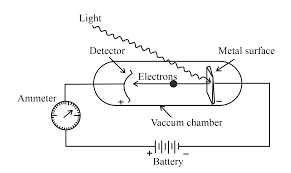 Light
Detector
Metal surface
Electrons
+
−
Ammeter
Vaccum chamber
+
−
Battery